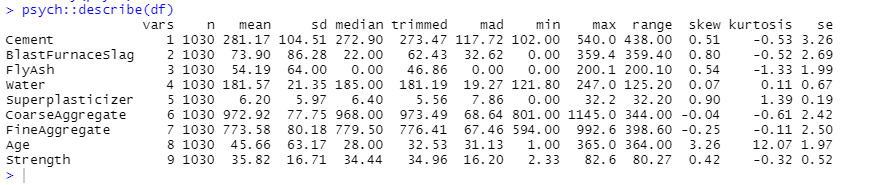 > psych::describe(df)
vars n mean sd median trimmed mad min max range skew kurtosis se
Cement 1 1030 281.17 104.51 272.90 273.47 117.72 102.00 540.0 438.00 0.51 -0.53 3.26
BlastFurnaceSlag 2 1030 73.90 86.28 22.00 62.43 32.62 0.00 359.4 359.40 0.80 -0.52 2.69
FlyAsh 3 1030 54.19 64.00 0.00 46.86 0.00 0.00 200.1 200.10 0.54 -1.33 1.99
Water 4 1030 181.57 21.35 185.00 181.19 19.27 121.80 247.0 125.20 0.07 0.11 0.67
Superplasticizer 5 1030 6.20 5.97 6.40 5.56 7.86 0.00 32.2 32.20 0.90 1.39 0.19
CoarseAggregate 6 1030 972.92 77.75 968.00 973.49 68.64 801.00 1145.0 344.00 -0.04 -0.61 2.42
FineAggregate 7 1030 773.58 80.18 779.50 776.41 67.46 594.00 992.6 398.60 -0.25 -0.11 2.50
Age 8 1030 45.66 63.17 28.00 32.53 31.13 1.00 365.0 364.00 3.26 12.07 1.97
Strength 9 1030 35.82 16.71 34.44 34.96 16.20 2.33 82.6 80.27 0.42 -0.32 0.52
>